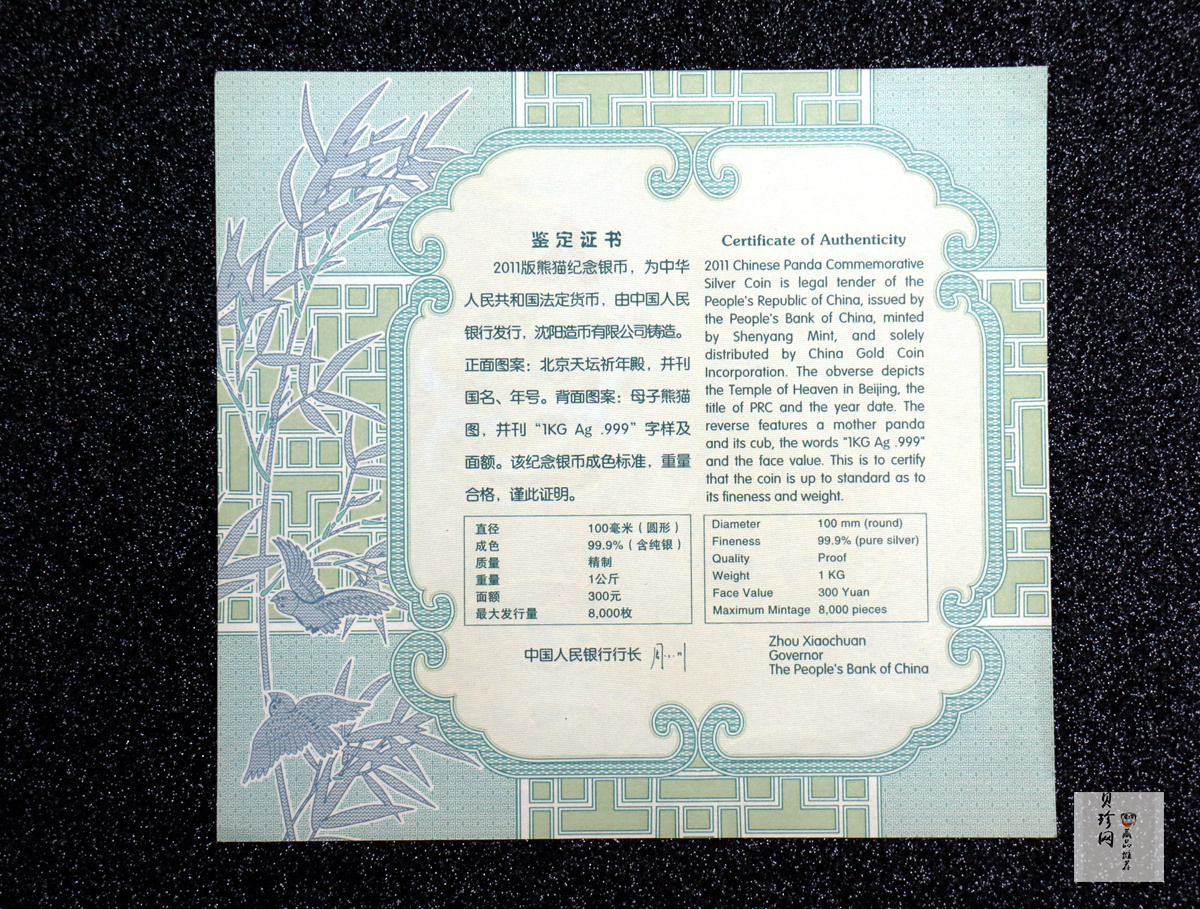 鉴定证书
2011版熊猫纪念银币，为中华
人民共和国法定货币，由中国人民
银行发行，沈阳造币有限公司铸造。
正面图案：北京天坛祈年殿，并刊
国名、年号。背面图案：母子熊猫
图，并刊“1KG Ag .999”字样及
面额。该纪念银币成色标准，重量
合格，谨此证明。
直径 100毫米（圆形）
成色 99.9%（含纯银）
质量 精制
重量 1公斤
面额 300元
最大发行量 8,000枚
中国人民银行行长
Certificate of Authenticity
2011 Chinese Panda Commemorative
Silver Coin is legal tender of the
People's Republic of China, issued by
the People's Bank of China, minted
by Shenyang Mint, and solely
distributed by China Gold Coin
Incorporation. The obverse depicts
the Temple of Heaven in Beijing, the
title of PRC and the year date. The
reverse features a mother panda
and its cub, the words "1KG Ag .999"
and the face value. This is to certify
that the coin is up to standard as to
its fineness and weight.
Diameter 100 mm (round)
Fineness 99.9% (pure silver)
Quality Proof
Weight 1 KG
Face Value 300 Yuan
Maximum Mintage 8,000 pieces
Zhou Xiaochuan
Governor
The People's Bank of China
贝珍网
藏品推荐